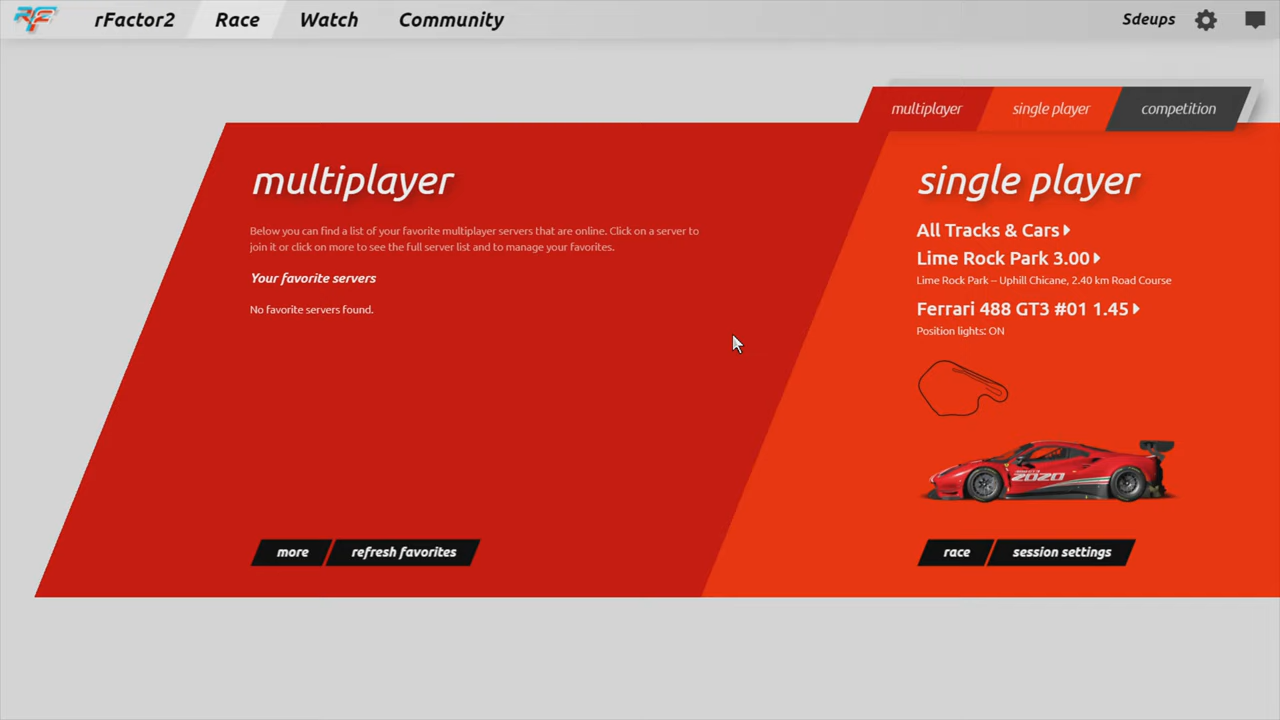 rFactor2
Race
Watch
Community
Sdeups
multiplayer
single player
competition
multiplayer
Below you can find a list of your favorite multiplayer servers that are online. Click on a server to
join it or click on more to see the full server list and to manage your favorites.
Your favorite servers
No favorite servers found.
more
refresh favorites
single player
All Tracks & Cars
Lime Rock Park 3.00
Lime Rock Park – Uphill Chicane, 2.40 km Road Course
Ferrari 488 GT3 #01 1.45
Position lights: ON
2020
race
session settings